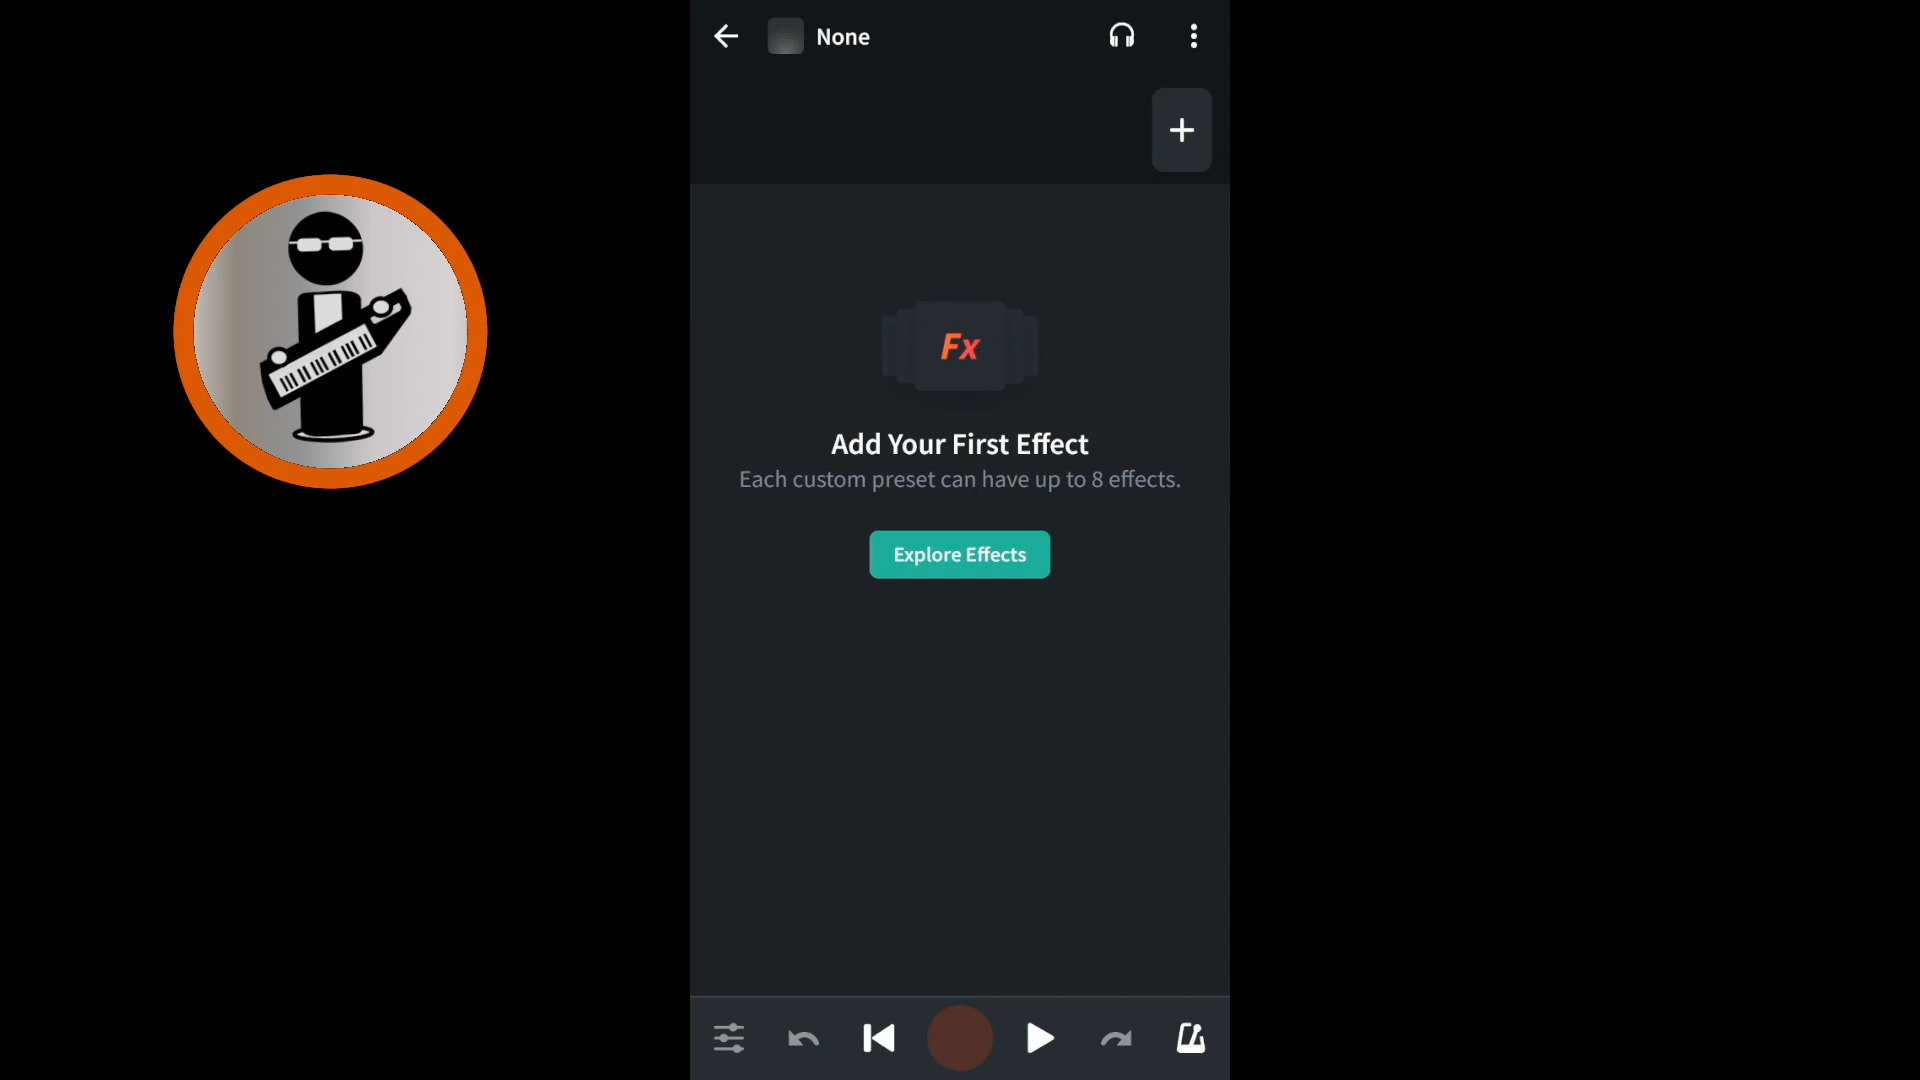 None
Fx
Add Your First Effect
Each custom preset can have up to 8 effects.
Explore Effects